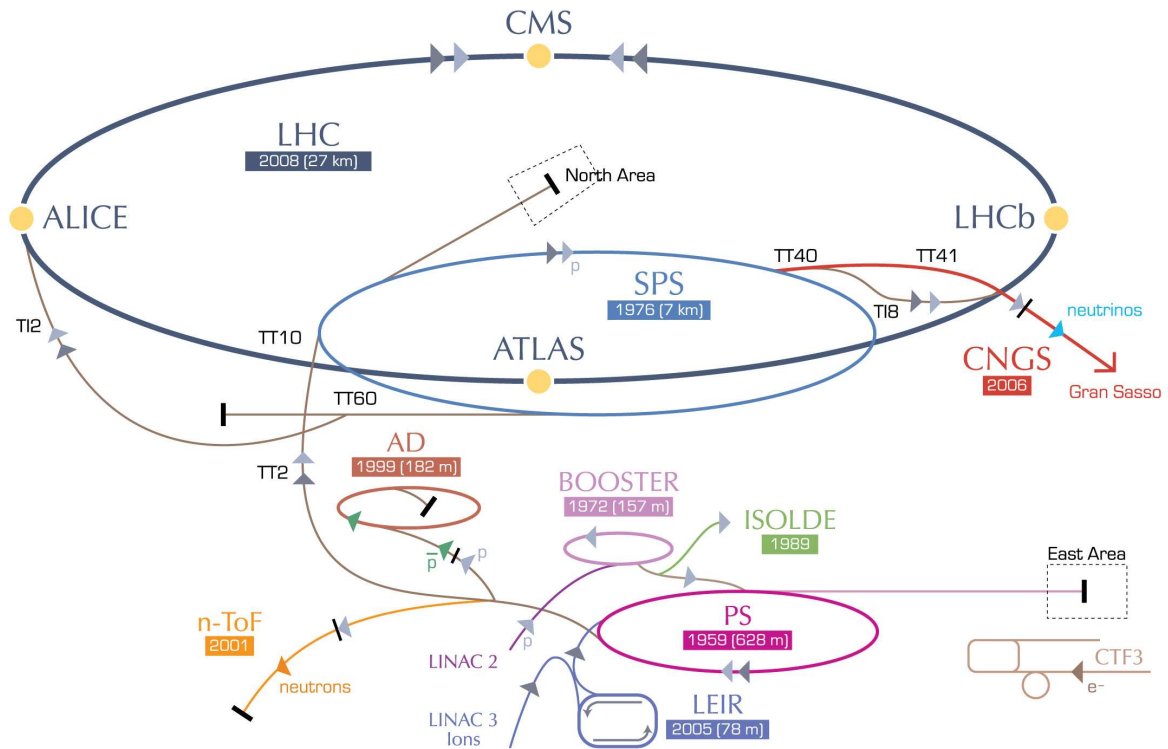 CMS
LHC
2008 (27 km)
North Area
ALICE
LHCb
TT40
TT41
SPS
p
1976 (7 km)
TI8
neutrinos
TI2
TT10
ATLAS
CNGS
2006
Gran Sasso
TT60
AD
1999 (182 m)
TT2
BOOSTER
1972 (157 m)
ISOLDE
1989
p̅
p
East Area
n-ToF
2001
neutrons
LINAC 2
p
PS
1959 (628 m)
CTF3
e-
LINAC 3
Ions
LEIR
2005 (78 m)